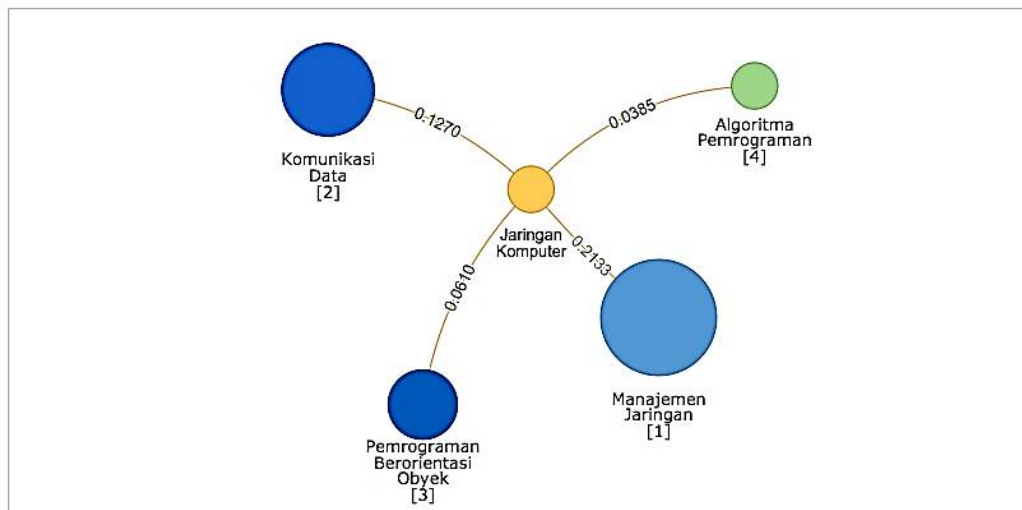 0.1270
0.0385
Algoritma
Pemrograman
[4]
Komunikasi
Data
[2]
Jaringan
Komputer
0.2133
0.0610
Manajemen
Jaringan
[1]
Pemrograman
Berorientasi
Obyek
[3]